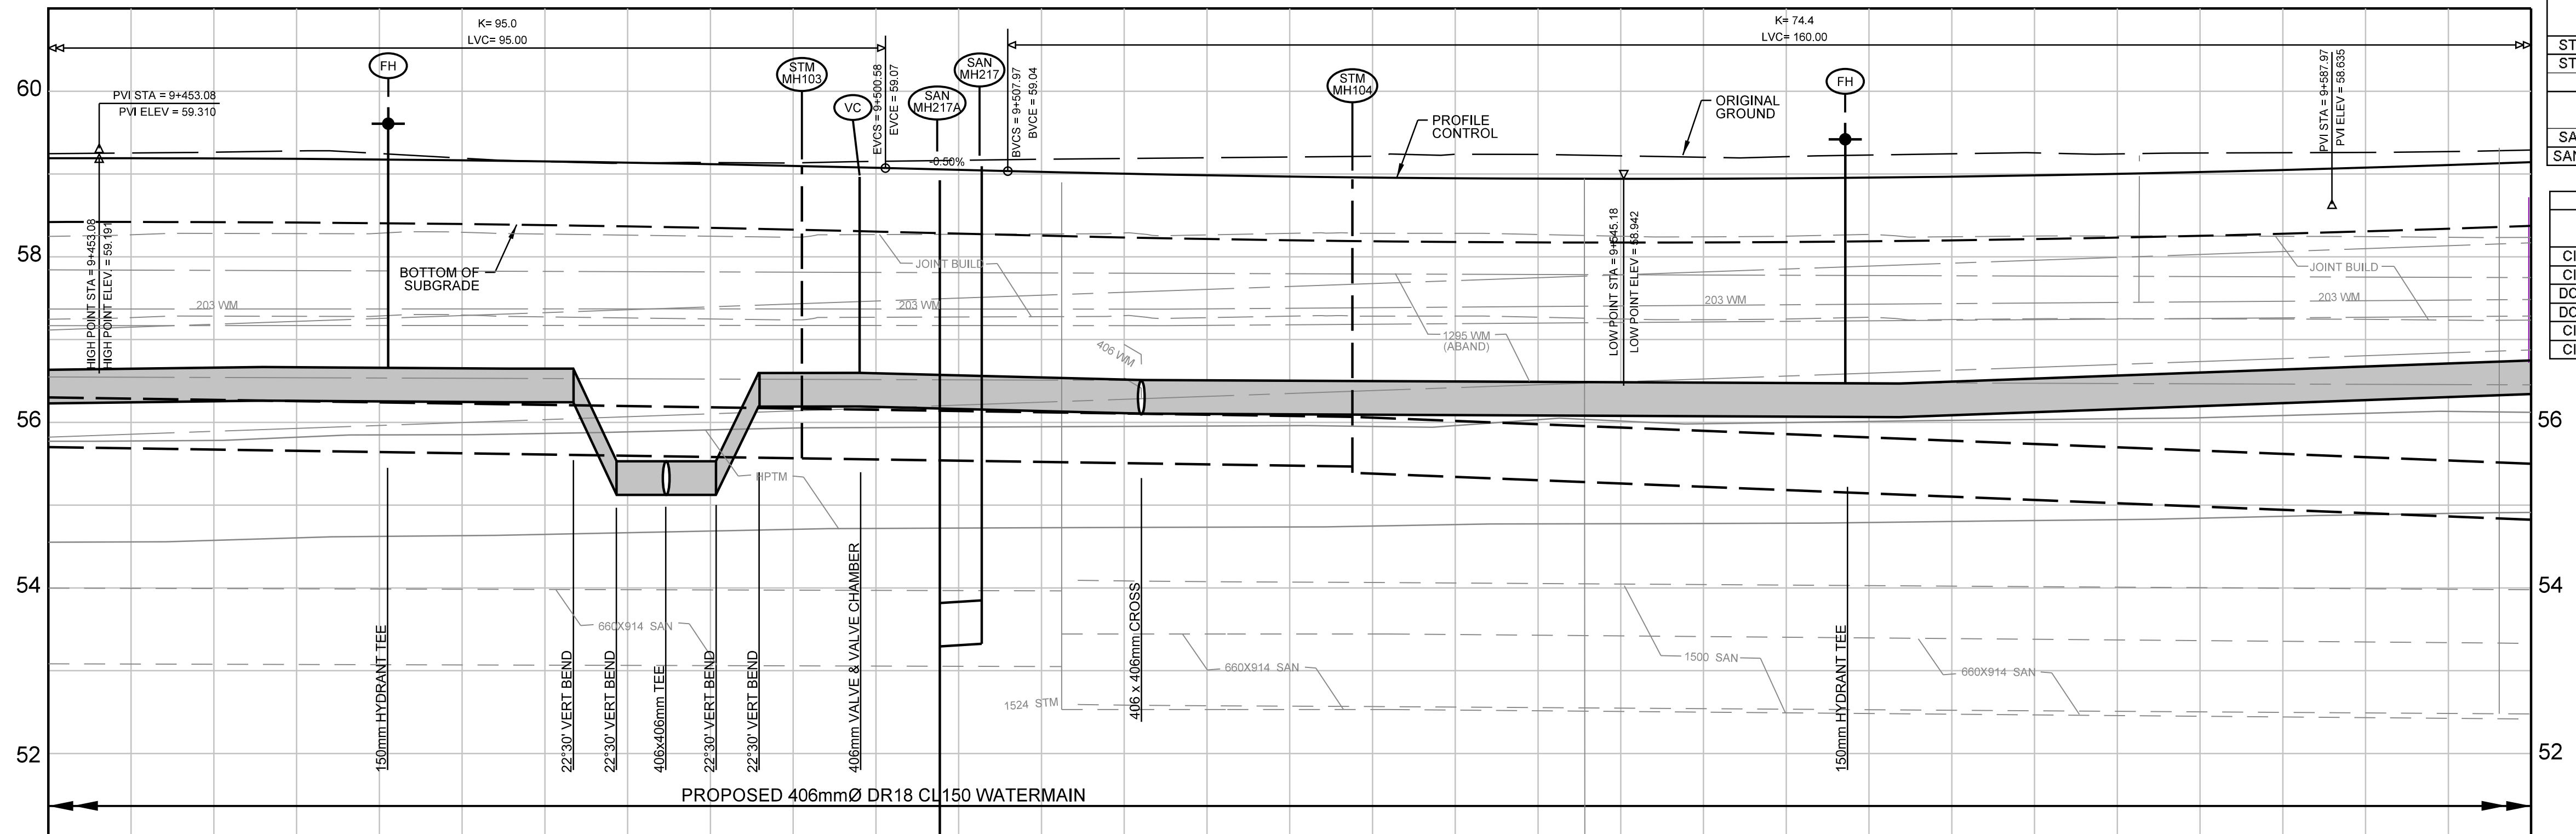 K= 95.0
LVC= 95.00
K= 74.4
LVC= 160.00
60
58
56
54
52
56
54
52
PVI STA = 9+453.08
PVI ELEV = 59.310
HIGH POINT STA = 9+453.08
HIGH POINT ELEV. = 59.191
FH
STM
MH103
VC
EVCS = 9+500.58
EVCE = 59.07
SAN
MH217A
SAN
MH217
-0.50%
BVCS = 9+507.97
BVCE = 59.04
STM
MH104
PROFILE
CONTROL
ORIGINAL
GROUND
FH
PVI STA = 9+587.97
PVI ELEV = 58.635
LOW POINT STA = 9+545.18
LOW POINT ELEV = 58.942
BOTTOM OF
SUBGRADE
JOINT BUILD
JOINT BUILD
203 WM
203 WM
203 WM
203 WM
406 WM
1295 WM
(ABAND)
HPTM
660X914 SAN
660X914 SAN
1500 SAN
660X914 SAN
1524 STM
150mm HYDRANT TEE
22°30' VERT BEND
22°30' VERT BEND
406x406mm TEE
22°30' VERT BEND
22°30' VERT BEND
406mm VALVE & VALVE CHAMBER
406 x 406mm CROSS
150mm HYDRANT TEE
PROPOSED 406mmØ DR18 CL150 WATERMAIN